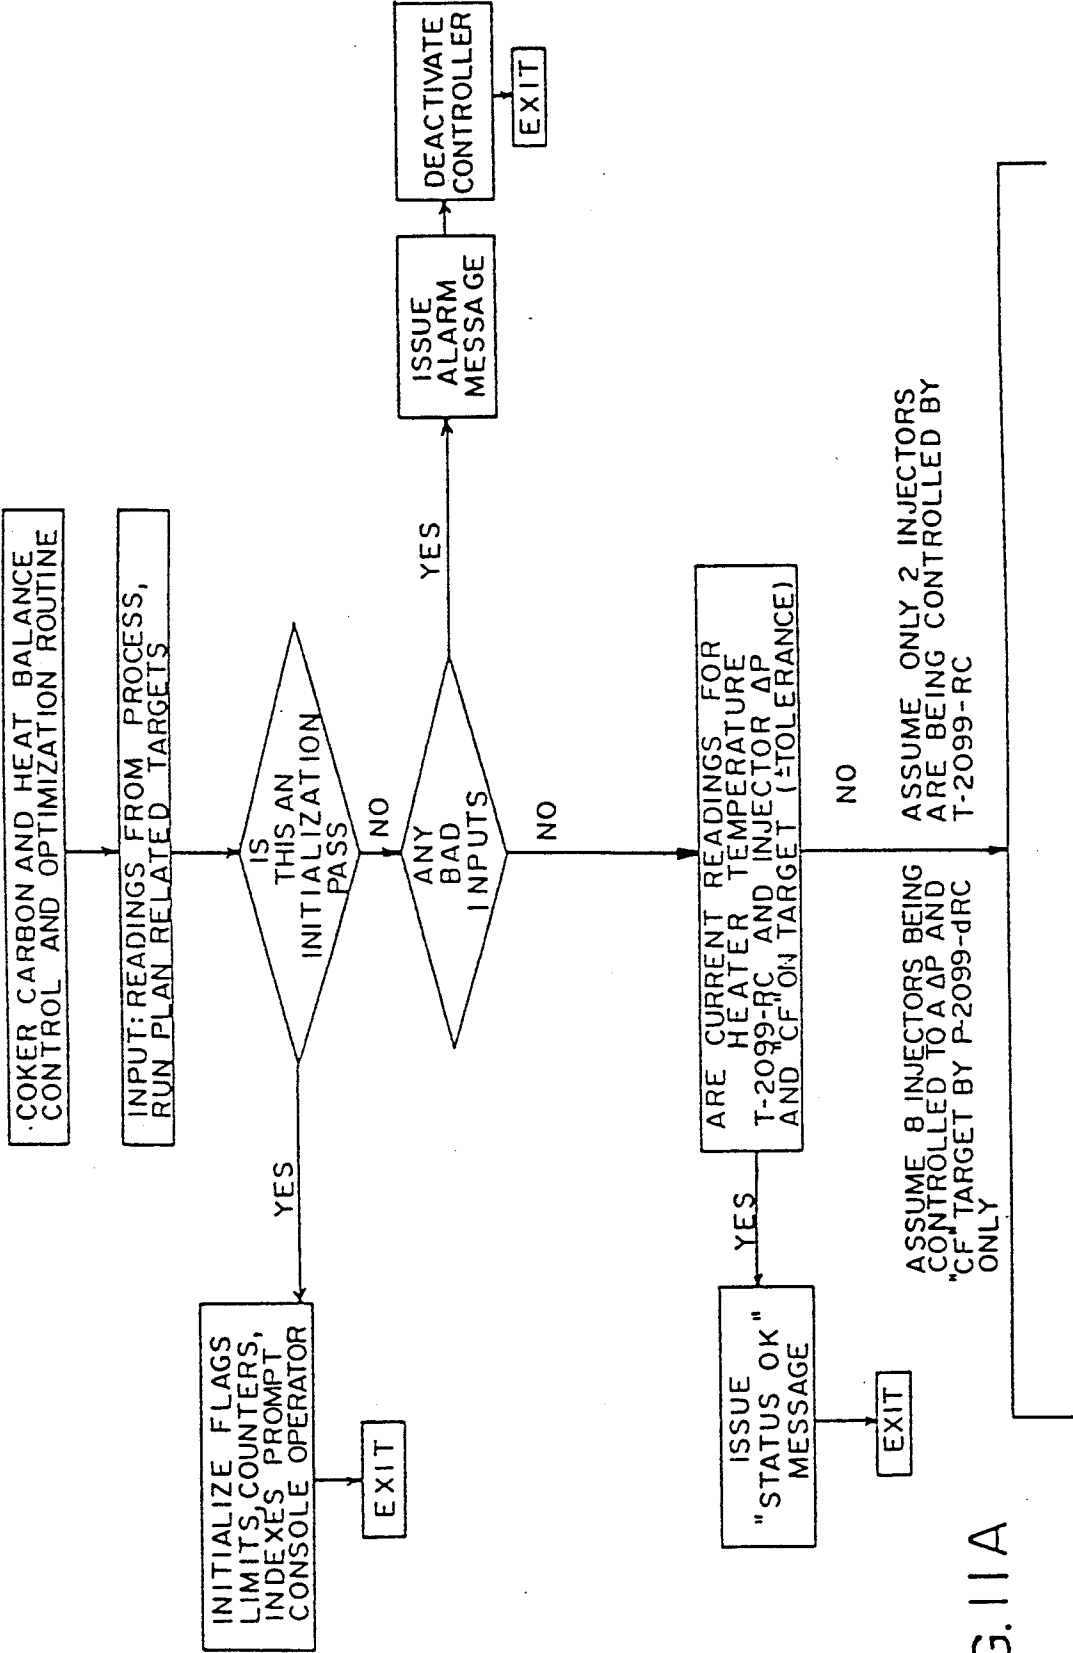 COKER CARBON AND HEAT BALANCE
CONTROL AND OPTIMIZATION ROUTINE
INPUT: READINGS FROM PROCESS,
RUN PLAN RELATED TARGETS
IS
THIS AN
INITIALIZATION
PASS
YES
INITIALIZE FLAGS
LIMITS, COUNTERS,
INDEXES PROMPT
CONSOLE OPERATOR
EXIT
NO
ANY
BAD
INPUTS
YES
ISSUE
ALARM
MESSAGE
DEACTIVATE
CONTROLLER
EXIT
NO
ARE CURRENT READINGS FOR
HEATER TEMPERATURE
T-2099-RC AND INJECTOR ΔP
AND "CF" ON TARGET (±TOLERANCE)
YES
ISSUE
"STATUS OK"
MESSAGE
EXIT
NO
ASSUME 8 INJECTORS BEING
CONTROLLED TO A ΔP AND
"CF" TARGET BY P-2099-dRC
ONLY
ASSUME ONLY 2 INJECTORS
ARE BEING CONTROLLED BY
T-2099-RC
G. 11A